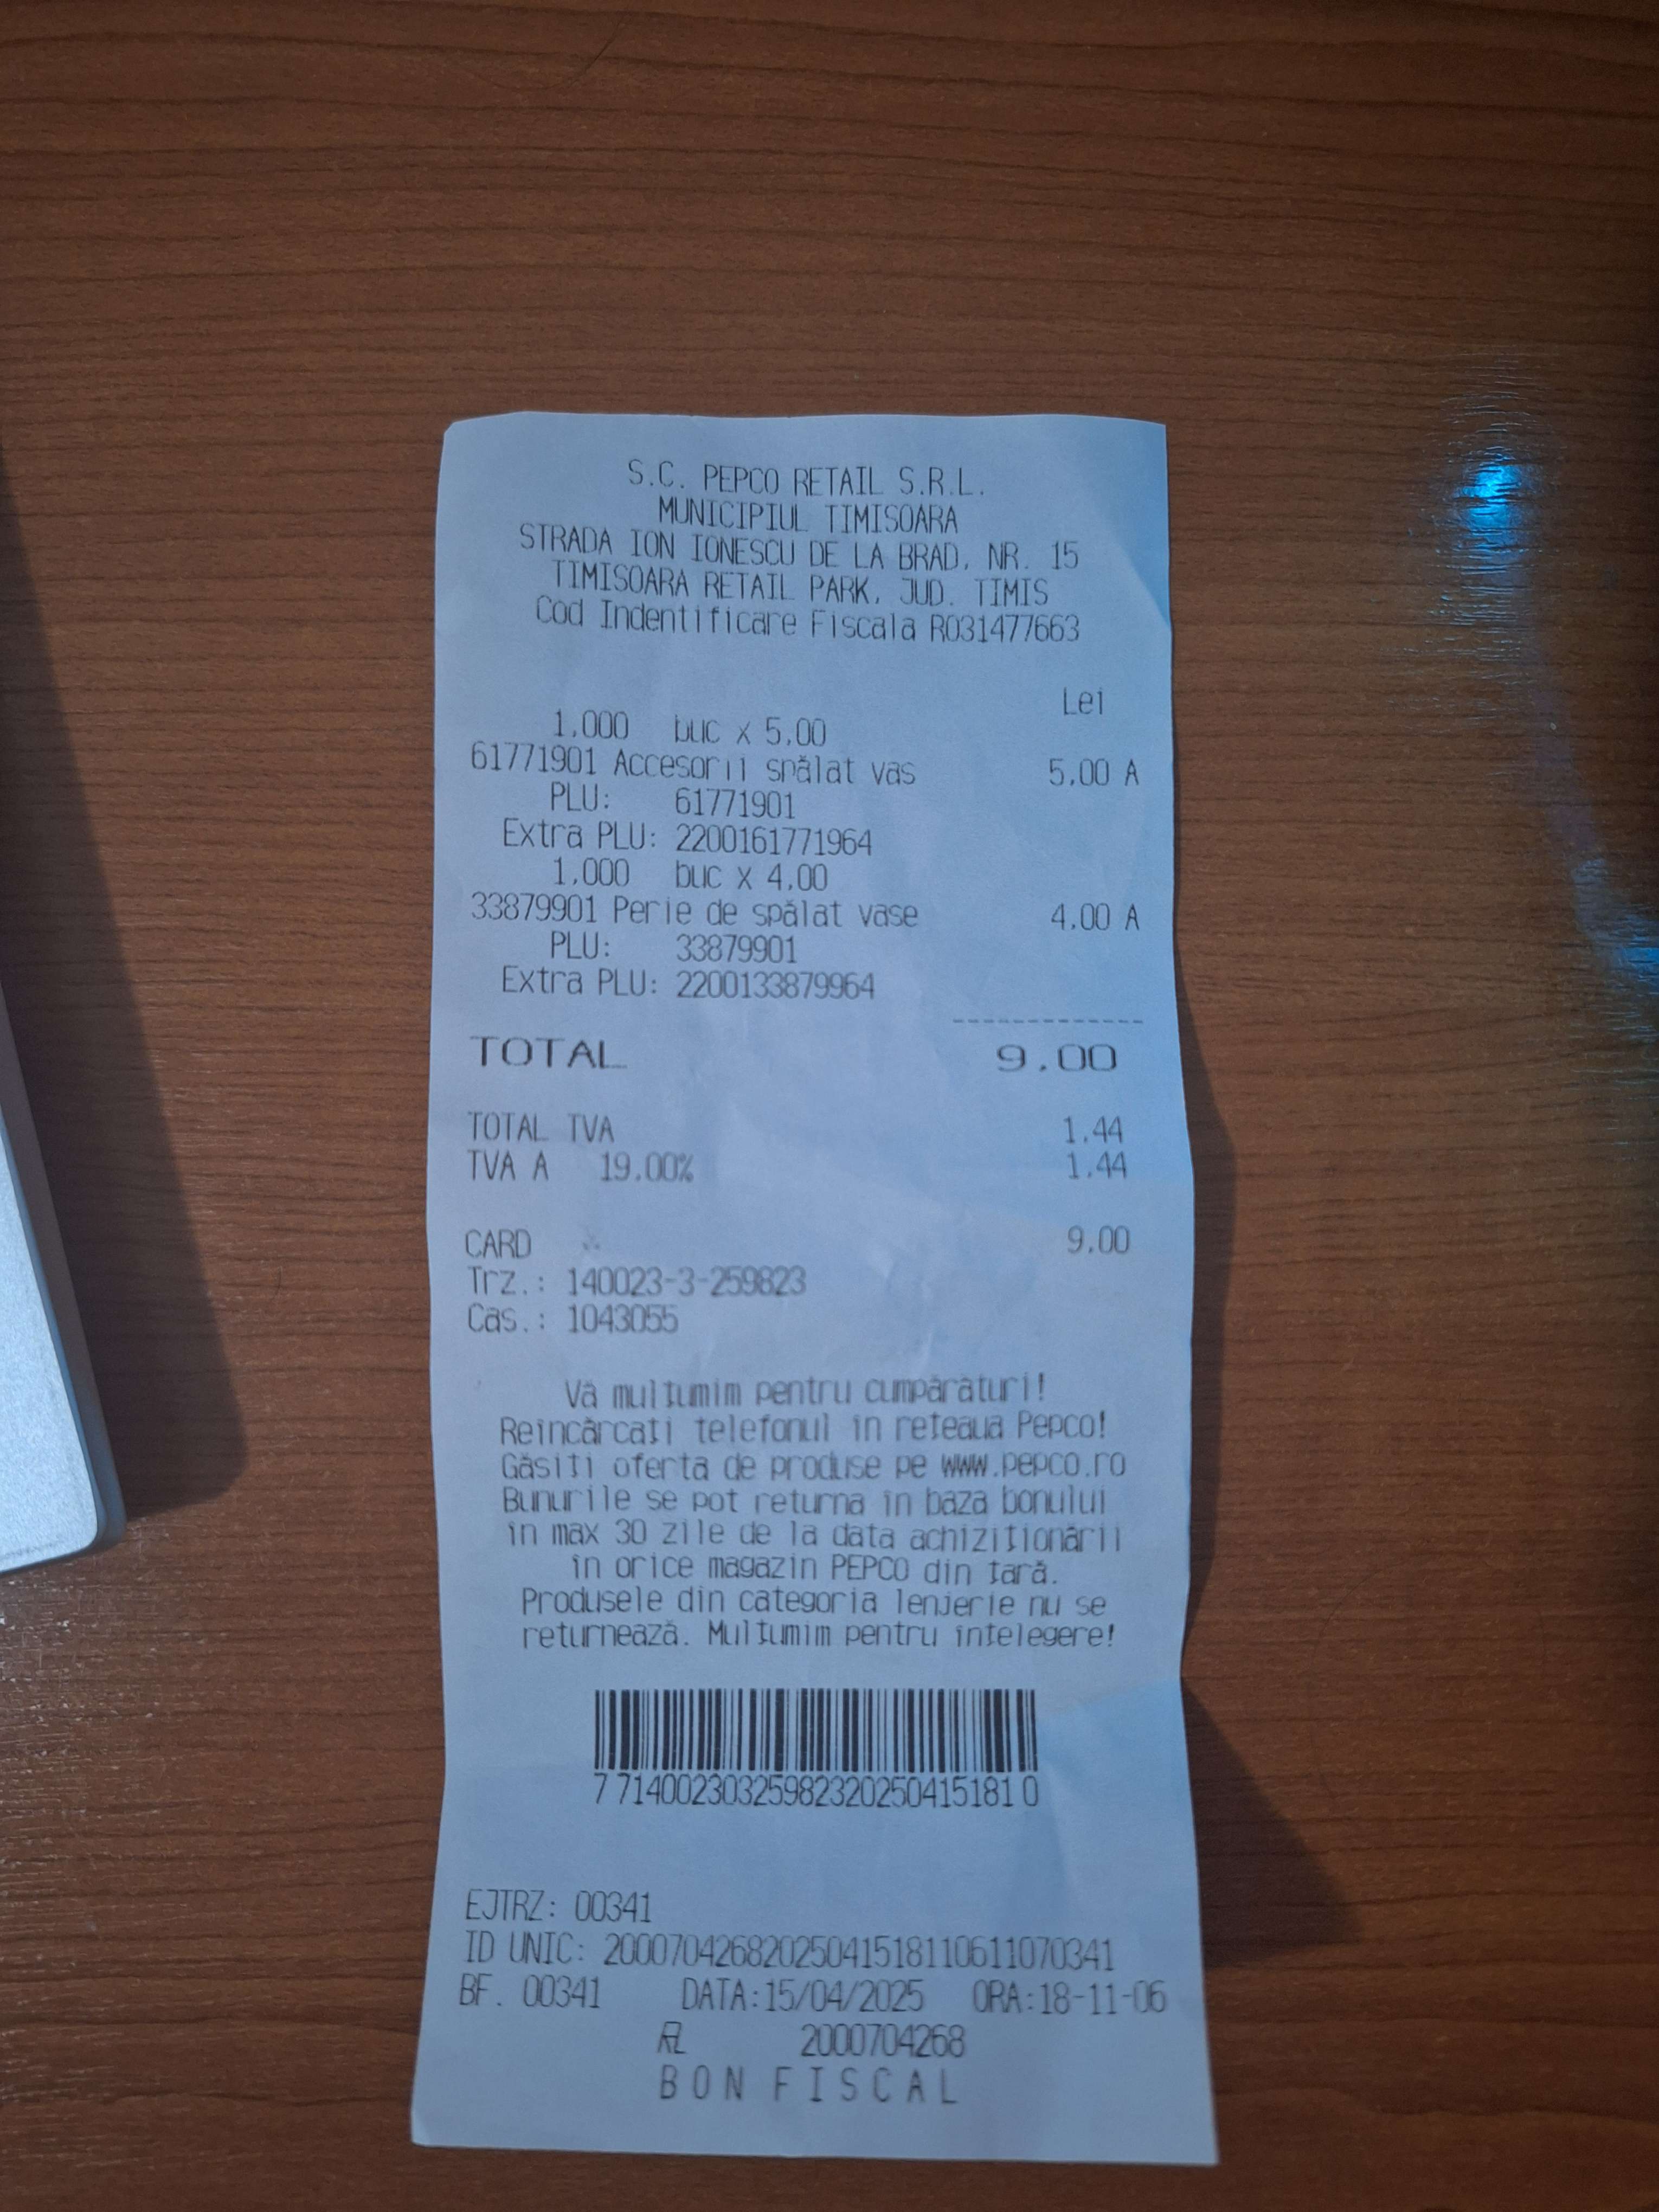 S.C. PEPCO RETAIL S.R.L.
MUNICIPIUL TIMISOARA
STRADA ION IONESCU DE LA BRAD, NR. 15
TIMISOARA RETAIL PARK, JUD. TIMIS
Cod Indentificare Fiscala RO31477663
Lei
1,000 buc x 5,00
61771901 Accesorii spălat vas 5,00 A
PLU: 61771901
Extra PLU: 2200161771964
1,000 buc x 4,00
33879901 Perie de spălat vase 4,00 A
PLU: 33879901
Extra PLU: 2200133879964
TOTAL 9.00
TOTAL TVA 1.44
TVA A 19.00% 1.44
CARD 9.00
Trz.: 140023-3-259823
Cas.: 1043055
Vă mulțumim pentru cumpărături!
Reîncărcați telefonul în rețeaua Pepco!
Găsiți oferta de produse pe www.pepco.ro
Bunurile se pot returna în baza bonului
în max 30 zile de la data achiziționării
în orice magazin PEPCO din țară.
Produsele din categoria lenjerie nu se
returnează. Mulțumim pentru înțelegere!
7 714002303259823202504151810
EJTRZ: 00341
ID UNIC: 2000704268202504151811061107​0341
BF. 00341 DATA:15/04/2025 ORA:18-11-06
2000704268
BON FISCAL